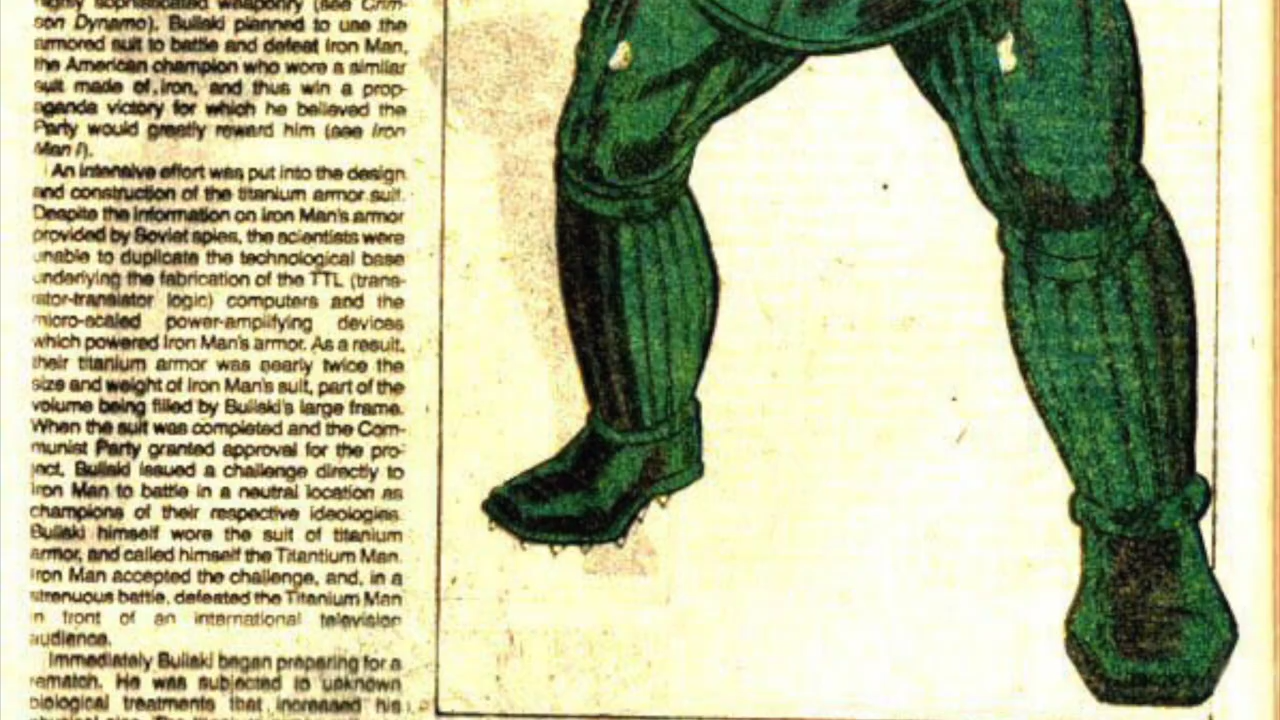 highly sophisticated weaponry (see Crim-
son Dynamo). Bullski planned to use the
armored suit to battle and defeat Iron Man,
the American champion who wore a similar
suit made of iron, and thus win a prop-
aganda victory for which he believed the
Party would greatly reward him (see Iron
Man I).
An intensive effort was put into the design
and construction of the titanium armor suit.
Despite the information on Iron Man's armor
provided by Soviet spies, the scientists were
unable to duplicate the technological base
underlying the fabrication of the TTL (trans-
istor-translator logic) computers and the
micro-scaled power-amplifying devices
which powered Iron Man's armor. As a result,
their titanium armor was nearly twice the
size and weight of Iron Man's suit, part of the
volume being filled by Bullski's large frame.
When the suit was completed and the Com-
munist Party granted approval for the pro-
ject, Bullski issued a challenge directly to
Iron Man to battle in a neutral location as
champions of their respective ideologies.
Bullski himself wore the suit of titanium
armor, and called himself the Titantium Man.
Iron Man accepted the challenge, and, in a
strenuous battle, defeated the Titanium Man
in front of an international television
audience.
Immediately Bullski began preparing for a
rematch. He was subjected to unknown
biological treatments that increased his
physical size. The